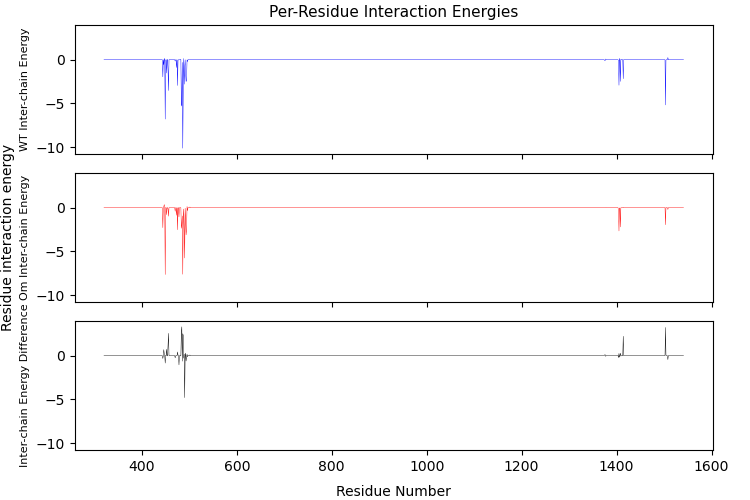 Per-Residue Interaction Energies
Residue interaction energy
WT Inter-chain Energy
0
−5
−10
Om Inter-chain Energy
0
−5
−10
Inter-chain Energy Difference
0
−5
−10
400
600
800
1000
1200
1400
1600
Residue Number